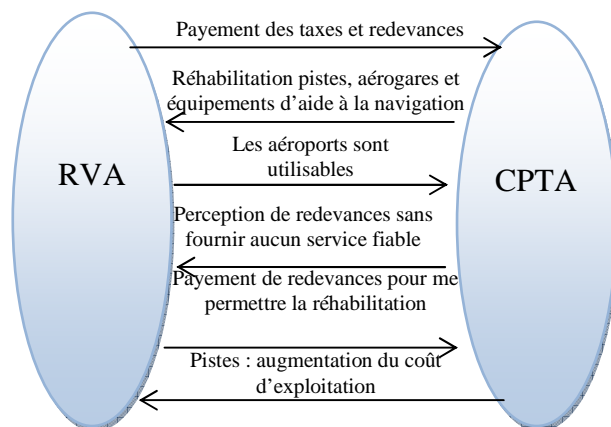 Payement des taxes et redevances
Réhabilitation pistes, aérogares et
équipements d’aide à la navigation
Les aéroports sont
utilisables
RVA
CPTA
Perception de redevances sans
fournir aucun service fiable
Payement de redevances pour me
permettre la réhabilitation
Pistes : augmentation du coût
d’exploitation